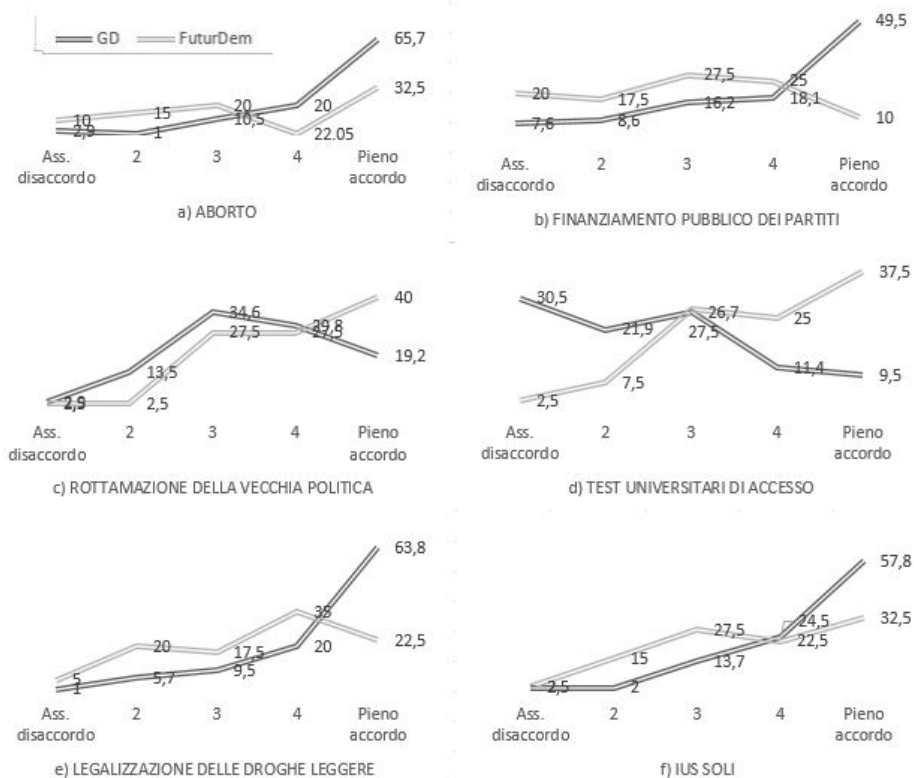 GD FuturDem
65,7
32,5
10 15 20 20
2,9 1 10,5 22.05
Ass. disaccordo 2 3 4 Pieno accordo
a) ABORTO
49,5
20 17,5 27,5 25
7,6 8,6 16,2 18,1 10
Ass. disaccordo 2 3 4 Pieno accordo
b) FINANZIAMENTO PUBBLICO DEI PARTITI
34,6 40
27,5 27,5 19,2
13,5
2,5 2,5
Ass. disaccordo 2 3 4 Pieno accordo
c) ROTTAMAZIONE DELLA VECCHIA POLITICA
37,5
30,5 26,7 25
21,9 27,5
7,5 11,4 9,5
2,5
Ass. disaccordo 2 3 4 Pieno accordo
d) TEST UNIVERSITARI DI ACCESSO
63,8
35
20 17,5 20 22,5
5 5,7 9,5
1
Ass. disaccordo 2 3 4 Pieno accordo
e) LEGALIZZAZIONE DELLE DROGHE LEGGERE
57,8
27,5 24,5 32,5
15 13,7 22,5
2,5 2
Ass. disaccordo 2 3 4 Pieno accordo
f) IUS SOLI